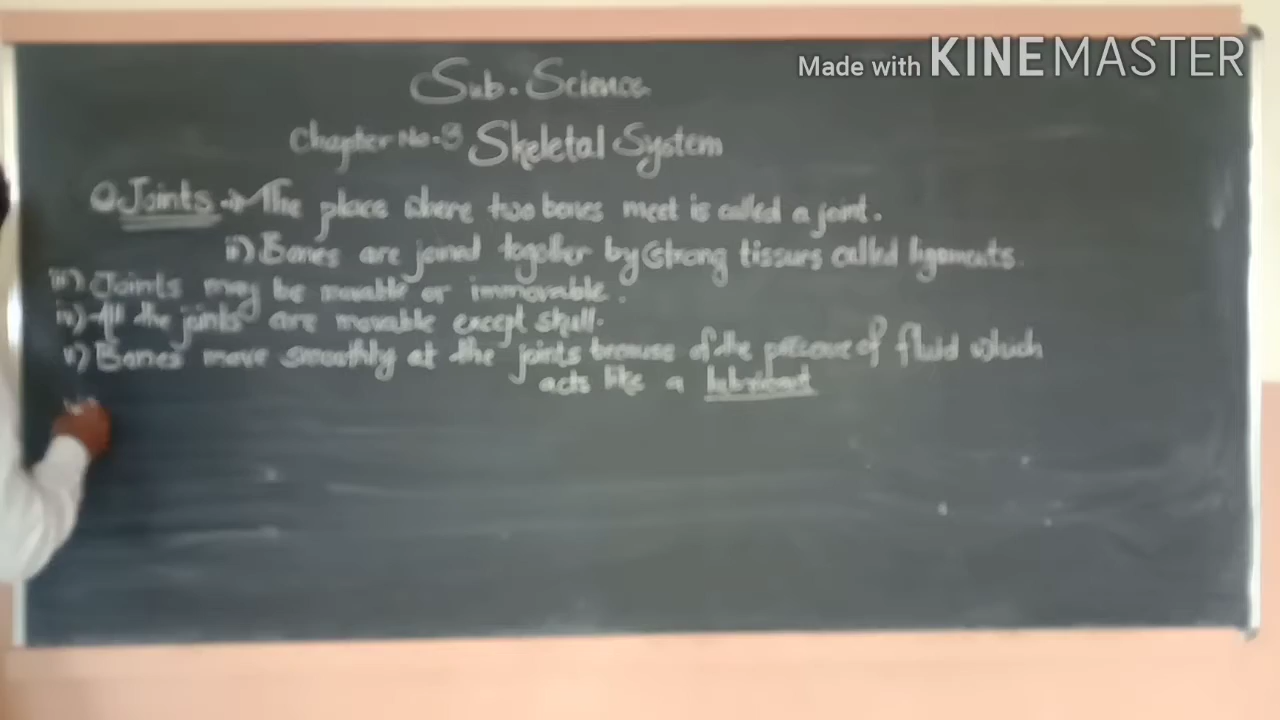 Made with KINEMASTER
Sub. Science
Chapter No-3 Skeletal System
Joints → The place where two bones meet is called a joint.
ii) Bones are joined together by strong tissurs called ligaments.
iii) Joints may be movable or immovable.
iv) All the joints are movable except skull.
v) Bones move smoothly at the joints because of the of fluid which
acts like a lubricant